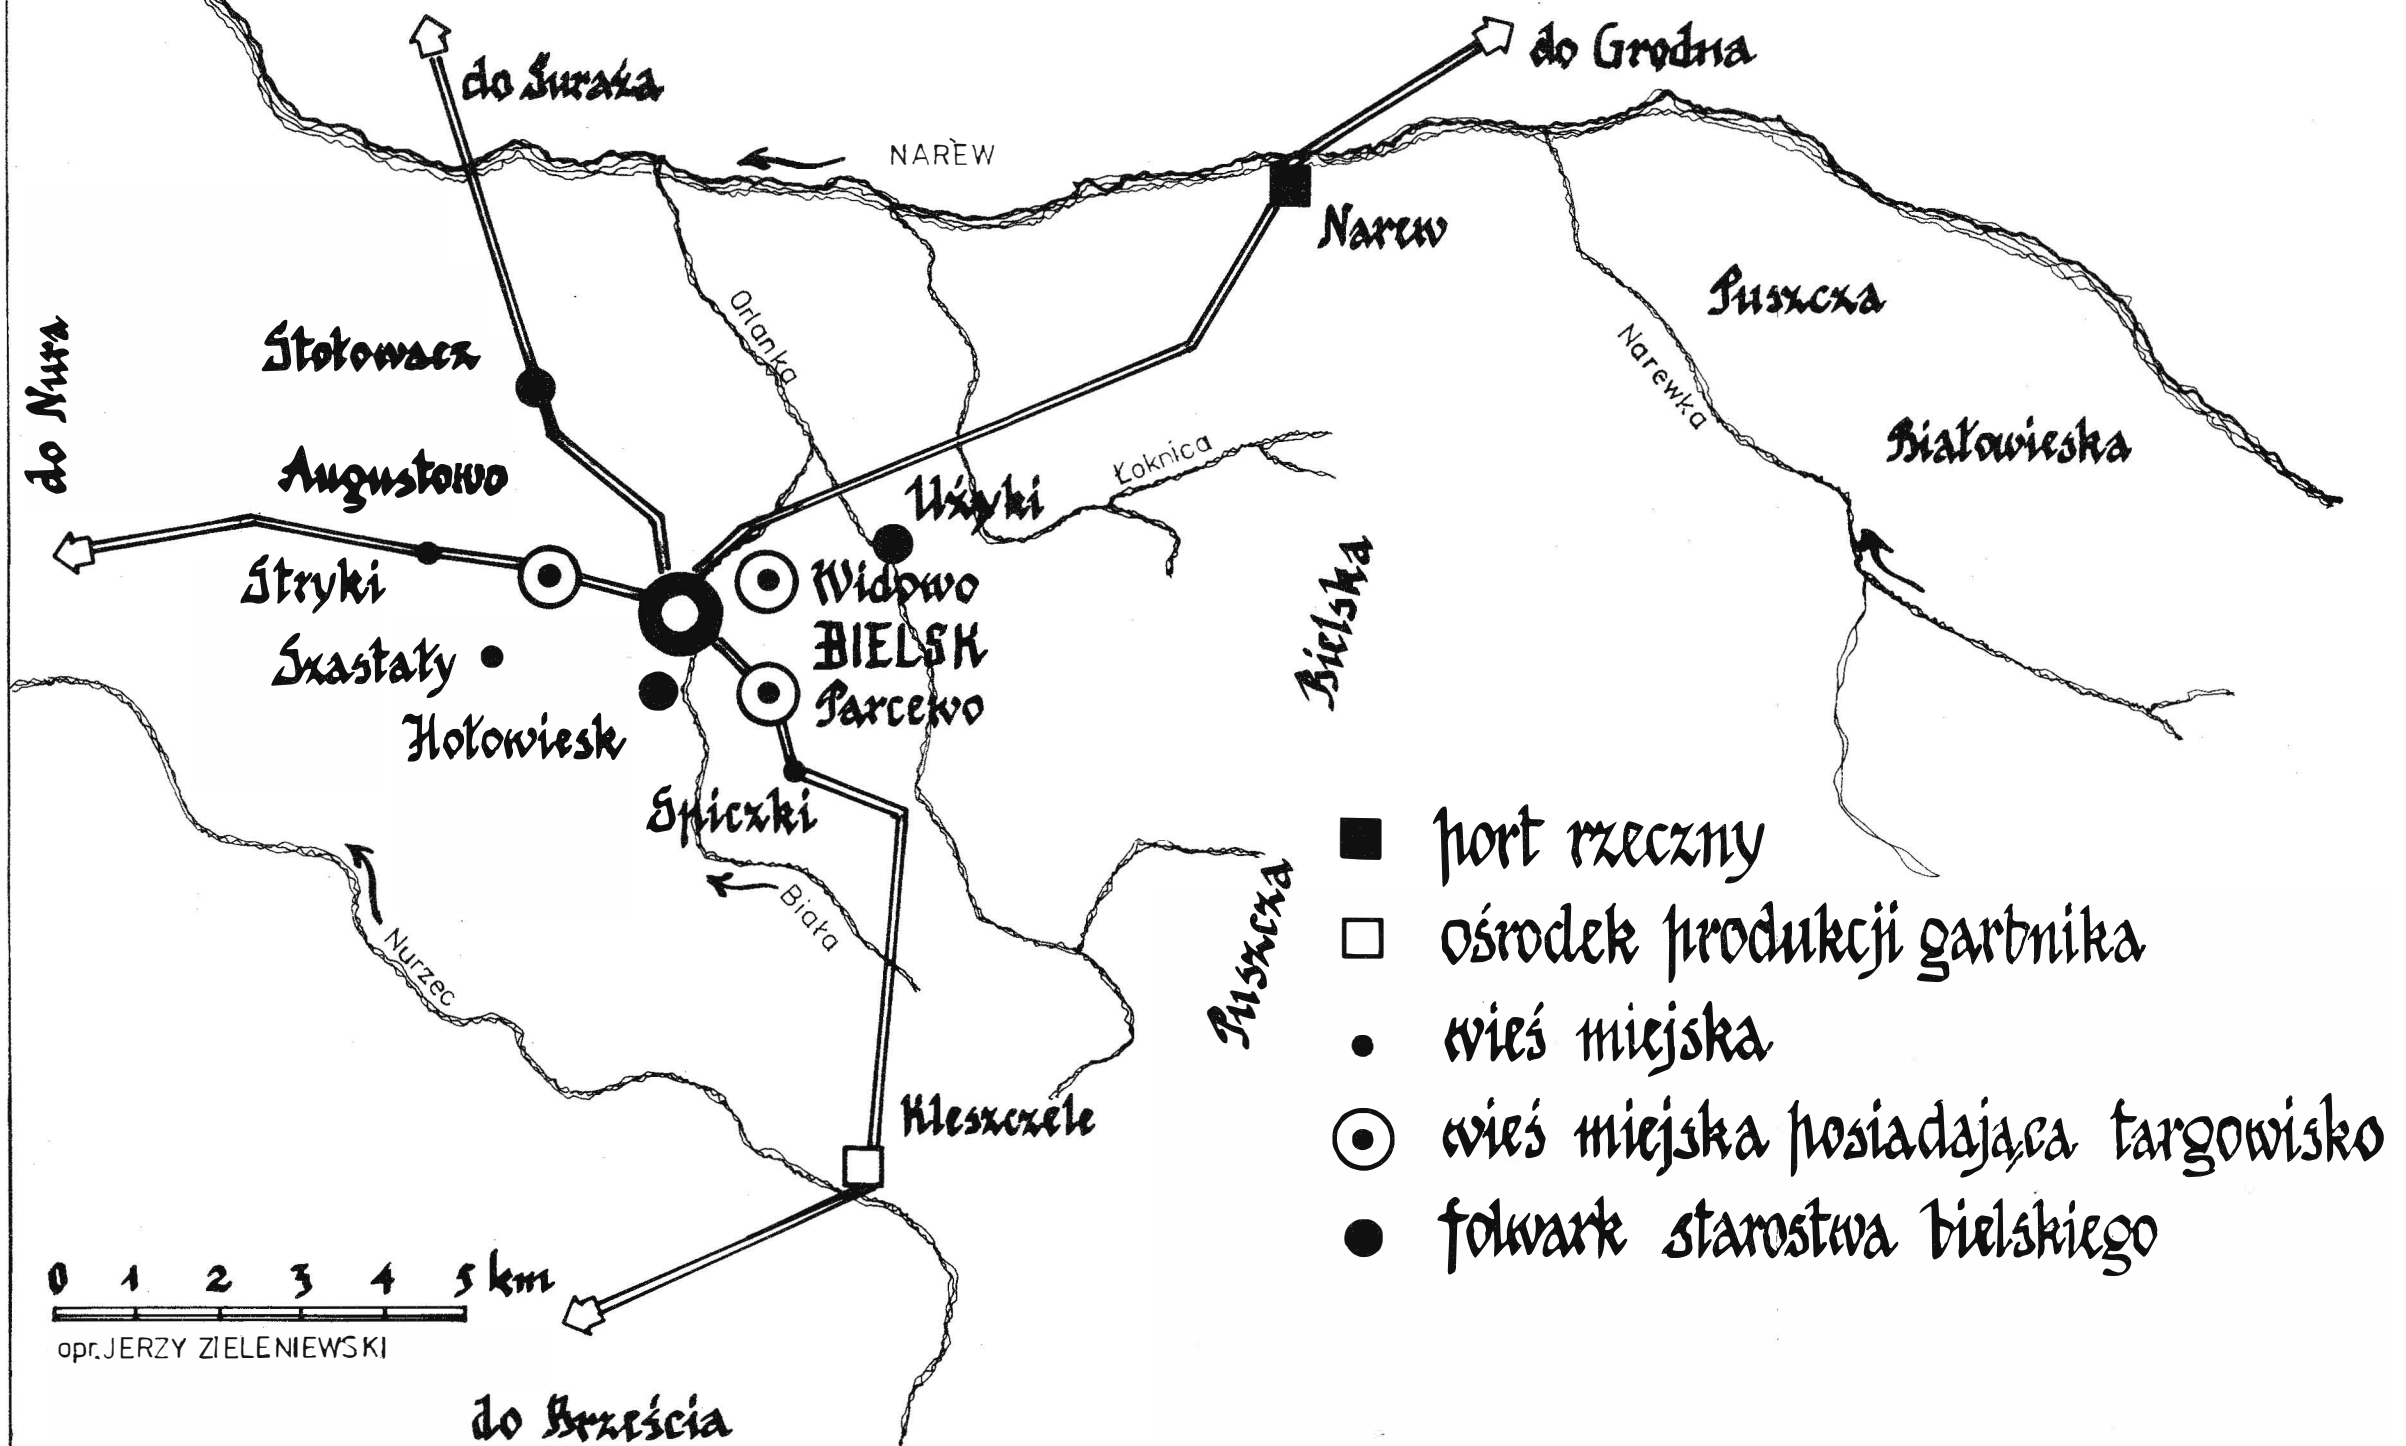 do Suraża
do Grodna
NAREW
Narew
Puszcza
Białowieska
Narewka
Orlanka
Stołowacz
do Nura
Augustowo
Łoknica
Użyki
Stryki
Widowo
BIELSK
Szastały
Parcewo
Hołowiesk
Bielska
Puszcza
Spiczki
Biała
Nurzec
Kleszczele
port rzeczny
ośrodek produkcji garbnika
wieś miejska
wieś miejska posiadająca targowisko
folwark starostwa bielskiego
0 1 2 3 4 5 km
opr. JERZY ZIELENIEWSKI
do Brześcia